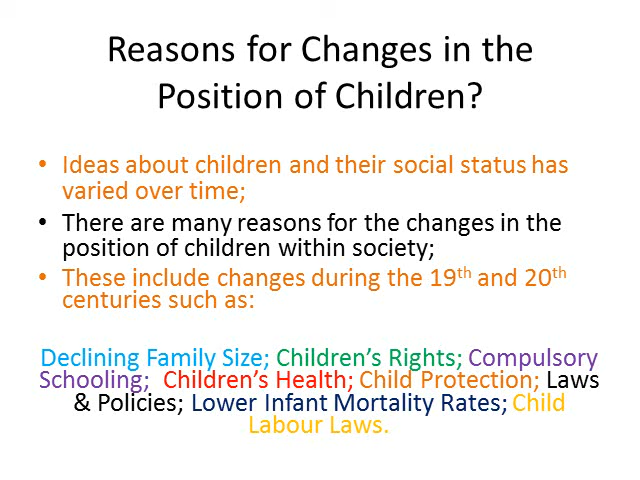 Reasons for Changes in the
Position of Children?
• Ideas about children and their social status has
varied over time;
• There are many reasons for the changes in the
position of children within society;
• These include changes during the 19th and 20th
centuries such as:
Declining Family Size; Children’s Rights; Compulsory
Schooling;  Children’s Health; Child Protection; Laws
& Policies; Lower Infant Mortality Rates; Child
Labour Laws.